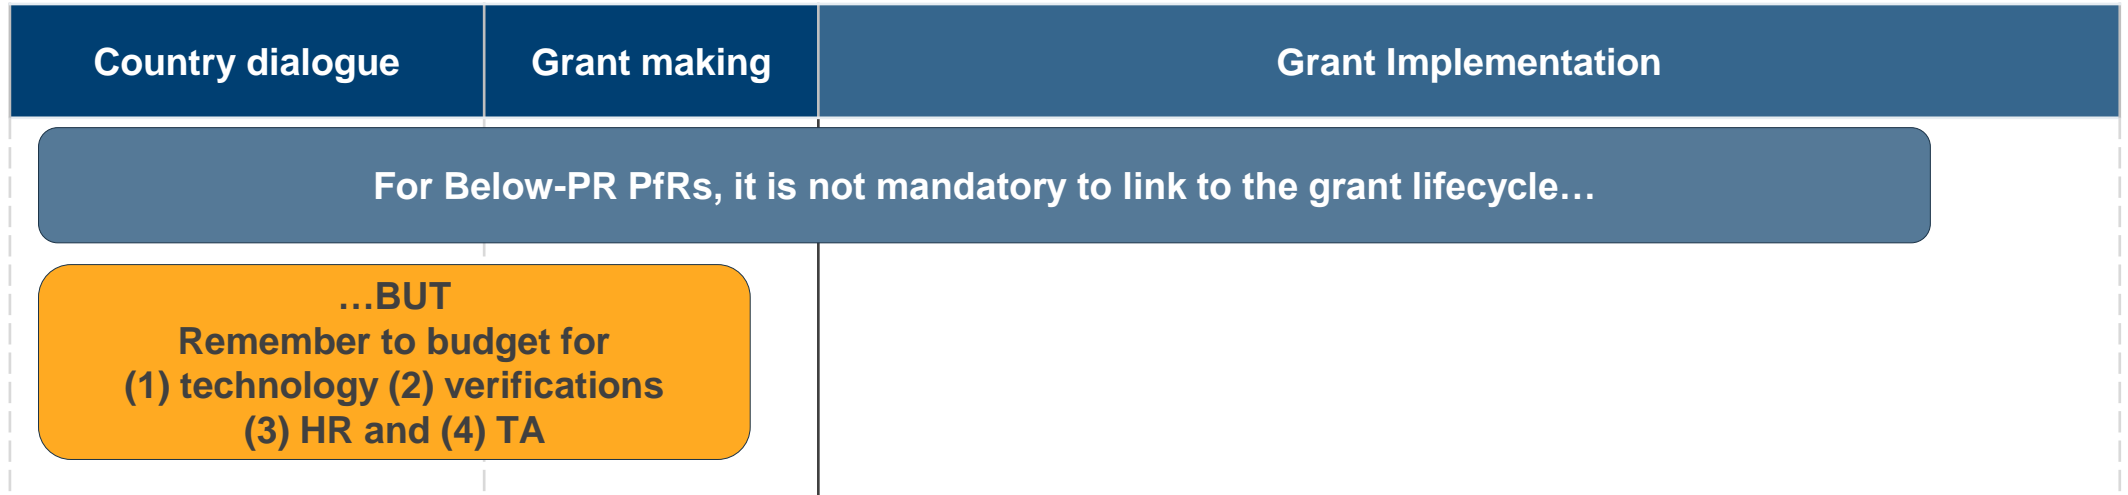 Country dialogue
Grant making
Grant Implementation
For Below-PR PfRs, it is not mandatory to link to the grant lifecycle…
…BUT
Remember to budget for
(1) technology (2) verifications
(3) HR and (4) TA